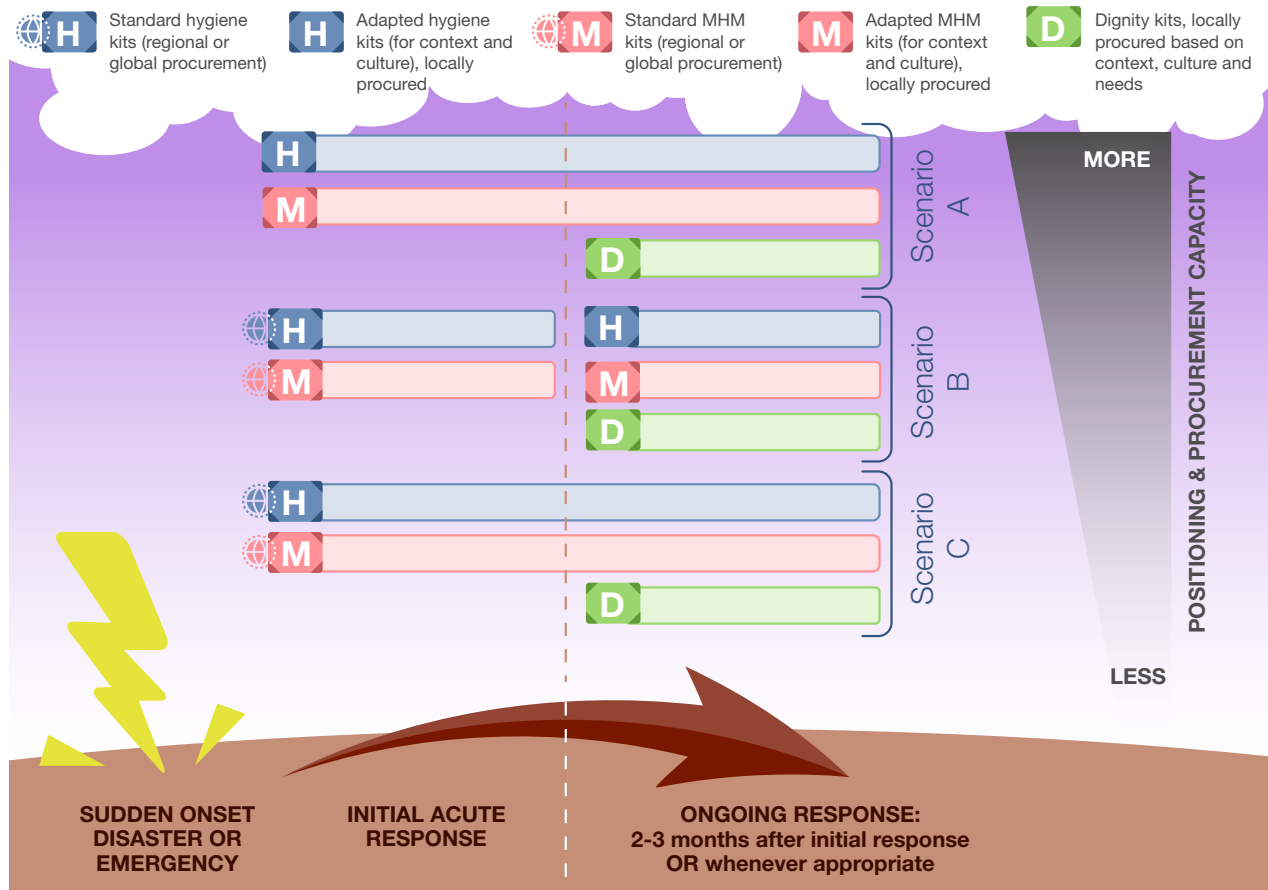 H
Standard hygiene
kits (regional or
global procurement)
H
Adapted hygiene
kits (for context and
culture), locally
procured
M
Standard MHM
kits (regional or
global procurement)
M
Adapted MHM
kits (for context
and culture),
locally procured
D
Dignity kits, locally
procured based on
context, culture and
needs
H
M
D
Scenario
A
H
H
M
M
D
Scenario
B
H
M
D
Scenario
C
MORE
LESS
POSITIONING & PROCUREMENT CAPACITY
SUDDEN ONSET
DISASTER OR
EMERGENCY
INITIAL ACUTE
RESPONSE
ONGOING RESPONSE:
2-3 months after initial response
OR whenever appropriate